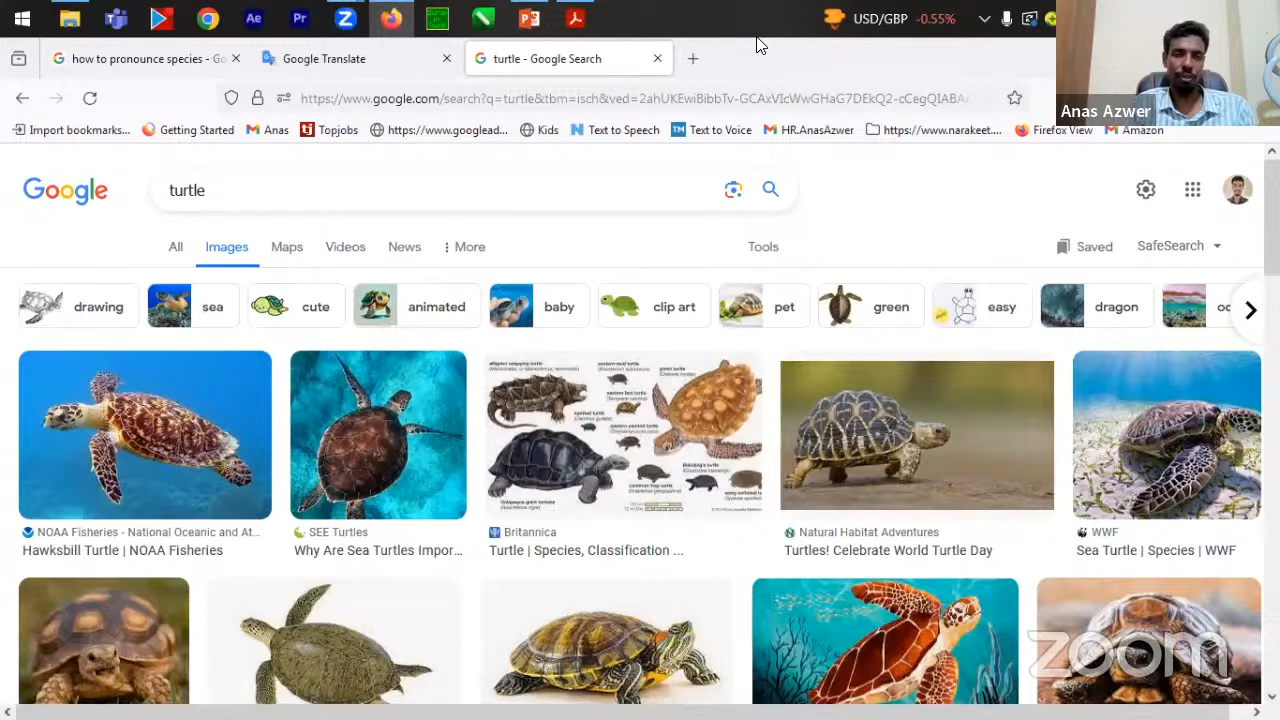 Ae
Pr
USD/GBP -0.55%
how to pronounce species - Go
Google Translate
turtle - Google Search
https://www.google.com/search?q=turtle&tbm=isch&ved=2ahUKEwiBibbTv-GCAxVIcWwGHaG7DEkQ2-cCegQIABA
Anas Azwer
Import bookmarks...
Getting Started
Anas
Topjobs
https://www.googlead...
Kids
Text to Speech
Text to Voice
HR.AnasAzwer
https://www.narakeet....
Firefox View
Amazon
Google
turtle
All
Images
Maps
Videos
News
More
Tools
Saved
SafeSearch
drawing
sea
cute
animated
baby
clip art
pet
green
easy
dragon
oc
NOAA Fisheries - National Oceanic and At...
SEE Turtles
Britannica
Natural Habitat Adventures
WWF
Hawksbill Turtle | NOAA Fisheries
Why Are Sea Turtles Impor...
Turtle | Species, Classification ...
Turtles! Celebrate World Turtle Day
Sea Turtle | Species | WWF
zoom